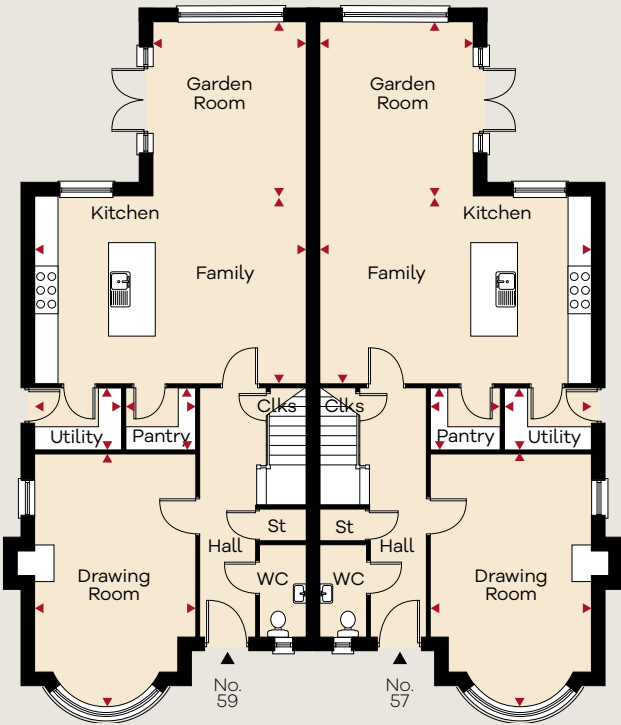 Garden
Room
Garden
Room
Kitchen
Kitchen
Family
Family
Clks
Clks
Utility
Pantry
Pantry
Utility
St
St
Hall
Hall
WC
WC
Drawing
Room
Drawing
Room
No.
59
No.
57